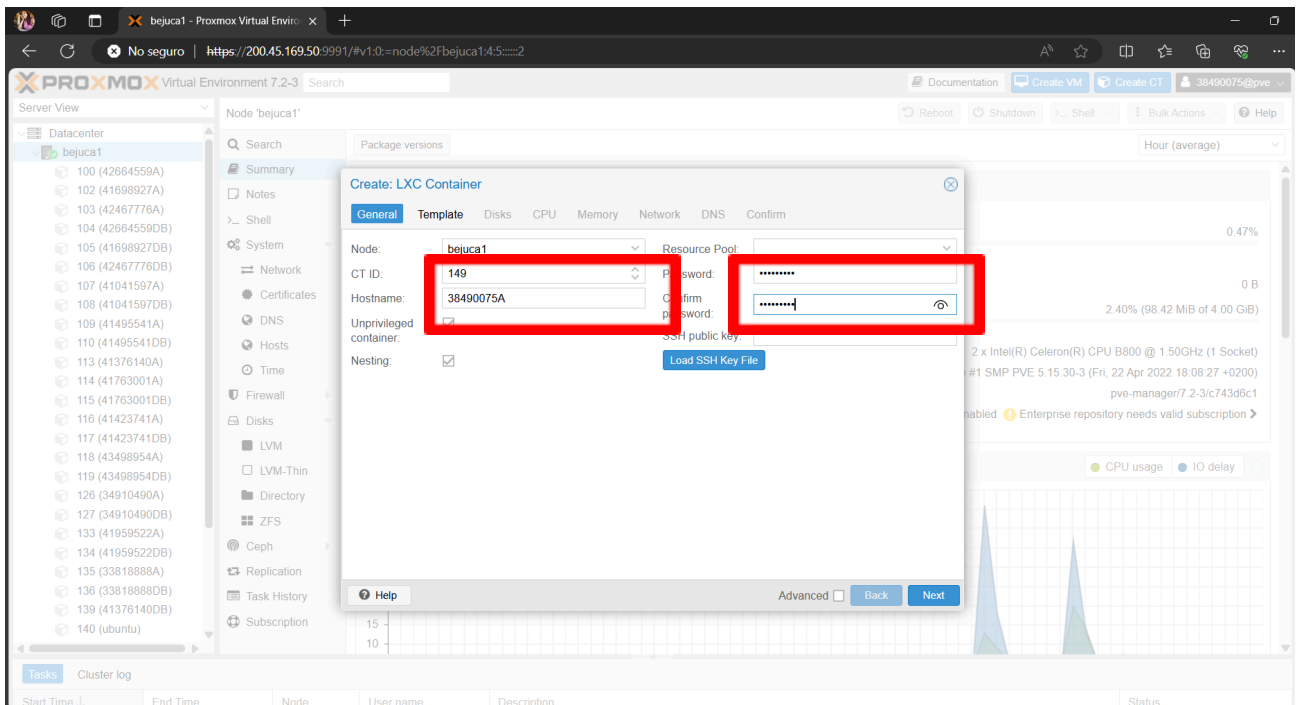 bejuca1 - Proxmox Virtual Enviro
No seguro | https://200.45.169.50:9991/#v1:0:=node%2Fbejuca1:4:5::::::2
PROXMOX Virtual Environment 7.2-3 Search
Documentation Create VM Create CT 38490075@pve
Server View
Node 'bejuca1'
Reboot Shutdown Shell Bulk Actions Help
Datacenter
bejuca1
100 (42664559A)
102 (41698927A)
103 (42467776A)
104 (42664559DB)
105 (41698927DB)
106 (42467776DB)
107 (41041597A)
108 (41041597DB)
109 (41495541A)
110 (41495541DB)
113 (41376140A)
114 (41763001A)
115 (41763001DB)
116 (41423741A)
117 (41423741DB)
118 (43498954A)
119 (43498954DB)
126 (34910490A)
127 (34910490DB)
133 (41959522A)
134 (41959522DB)
135 (33818888A)
136 (33818888DB)
139 (41376140DB)
140 (ubuntu)
Search
Summary
Notes
Shell
System
Network
Certificates
DNS
Hosts
Time
Firewall
Disks
LVM
LVM-Thin
Directory
ZFS
Ceph
Replication
Task History
Subscription
Package versions
Hour (average)
Create: LXC Container
General Template Disks CPU Memory Network DNS Confirm
Node: bejuca1
CT ID: 149
Hostname: 38490075A
Unprivileged
container:
Nesting:
Resource Pool:
Password: •••••••••
Confirm
password: •••••••••
SSH public key:
Load SSH Key File
Help
Advanced Back Next
0.47%
0 B
2.40% (98.42 MiB of 4.00 GiB)
2 x Intel(R) Celeron(R) CPU B800 @ 1.50GHz (1 Socket)
#1 SMP PVE 5.15.30-3 (Fri, 22 Apr 2022 18:08:27 +0200)
pve-manager/7.2-3/c743d6c1
Enterprise repository needs valid subscription
CPU usage IO delay
15
10
Tasks Cluster log
Start Time End Time Node User name Description Status